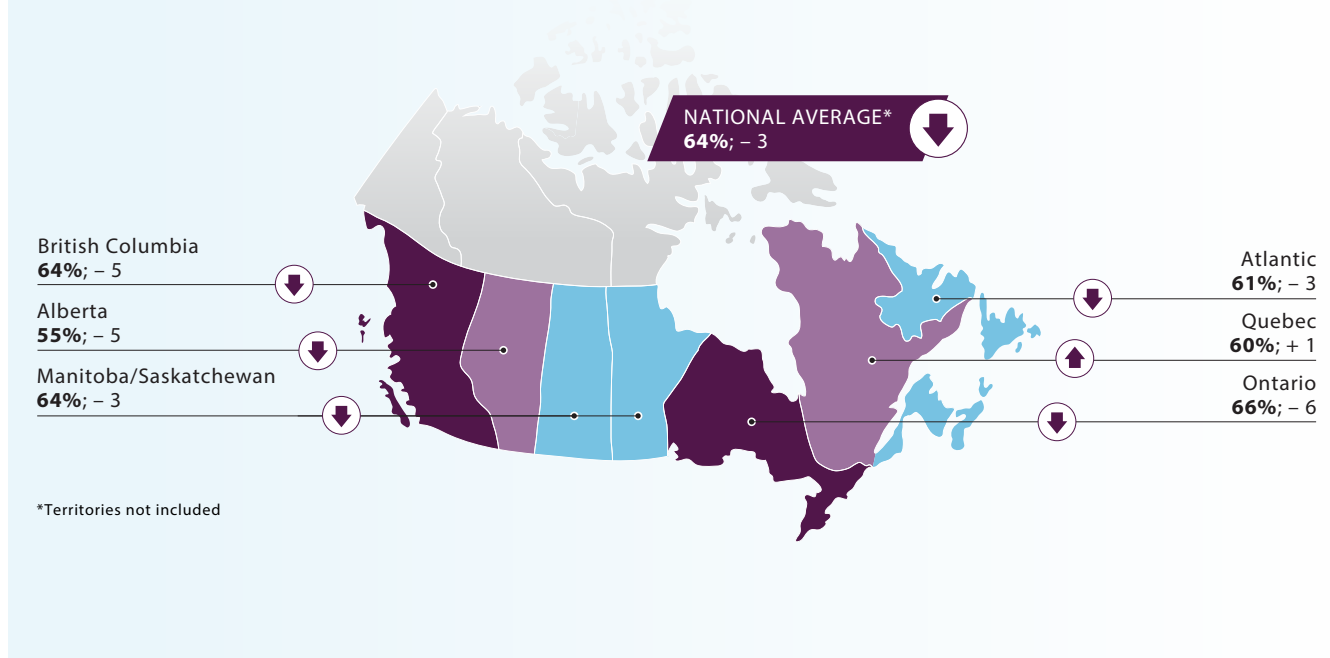 NATIONAL AVERAGE*
64%; – 3
British Columbia
64%; – 5
Alberta
55%; – 5
Manitoba/Saskatchewan
64%; – 3
Atlantic
61%; – 3
Quebec
60%; + 1
Ontario
66%; – 6
*Territories not included